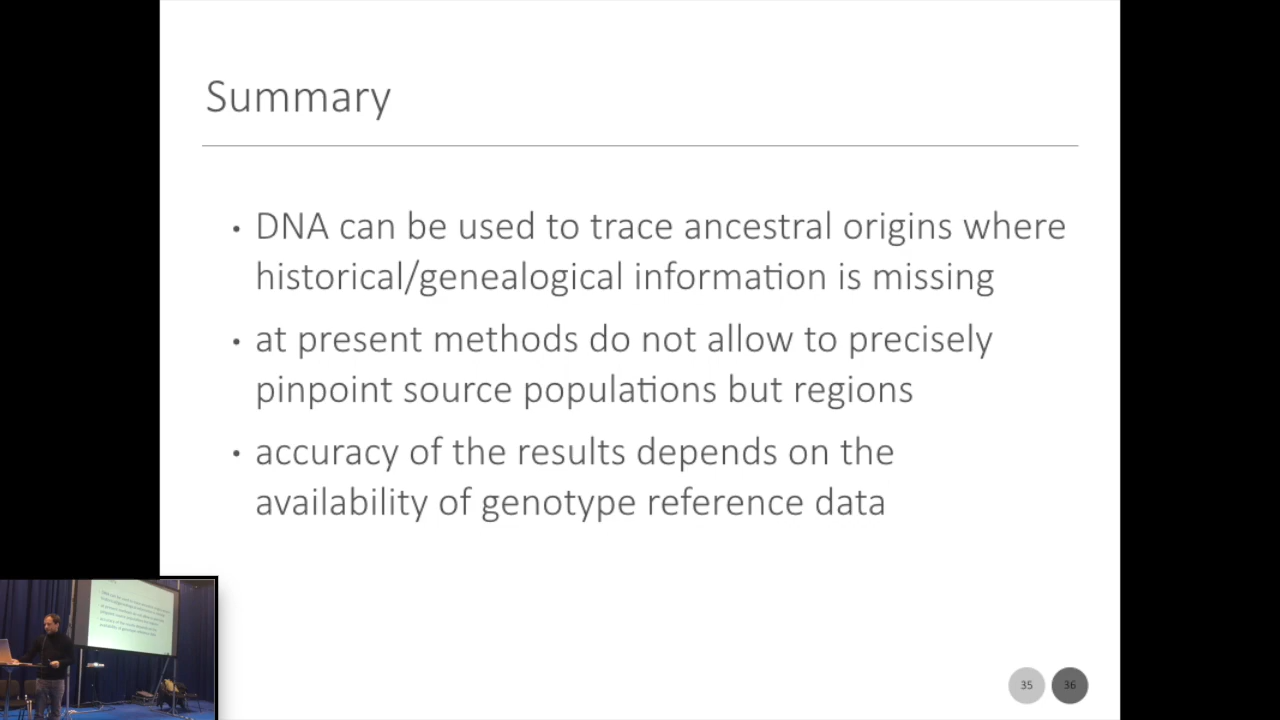 Summary
• DNA can be used to trace ancestral origins where
historical/genealogical information is missing
• at present methods do not allow to precisely
pinpoint source populations but regions
• accuracy of the results depends on the
availability of genotype reference data
35 36